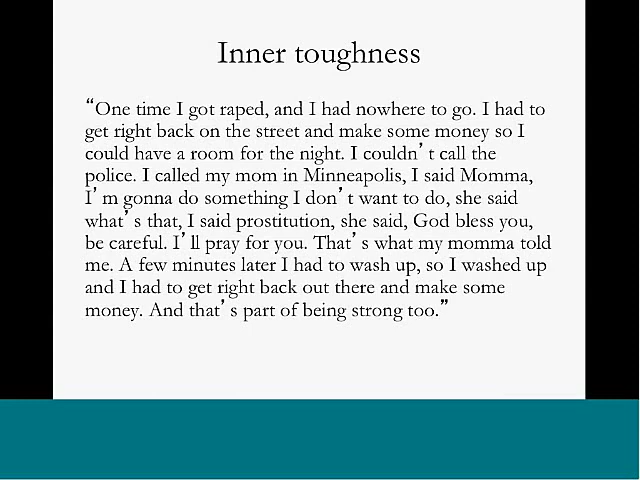 Inner toughness
“One time I got raped, and I had nowhere to go. I had to
get right back on the street and make some money so I
could have a room for the night. I couldn’t call the
police. I called my mom in Minneapolis, I said Momma,
I’m gonna do something I don’t want to do, she said
what’s that, I said prostitution, she said, God bless you,
be careful. I’ll pray for you. That’s what my momma told
me. A few minutes later I had to wash up, so I washed up
and I had to get right back out there and make some
money. And that’s part of being strong too.”